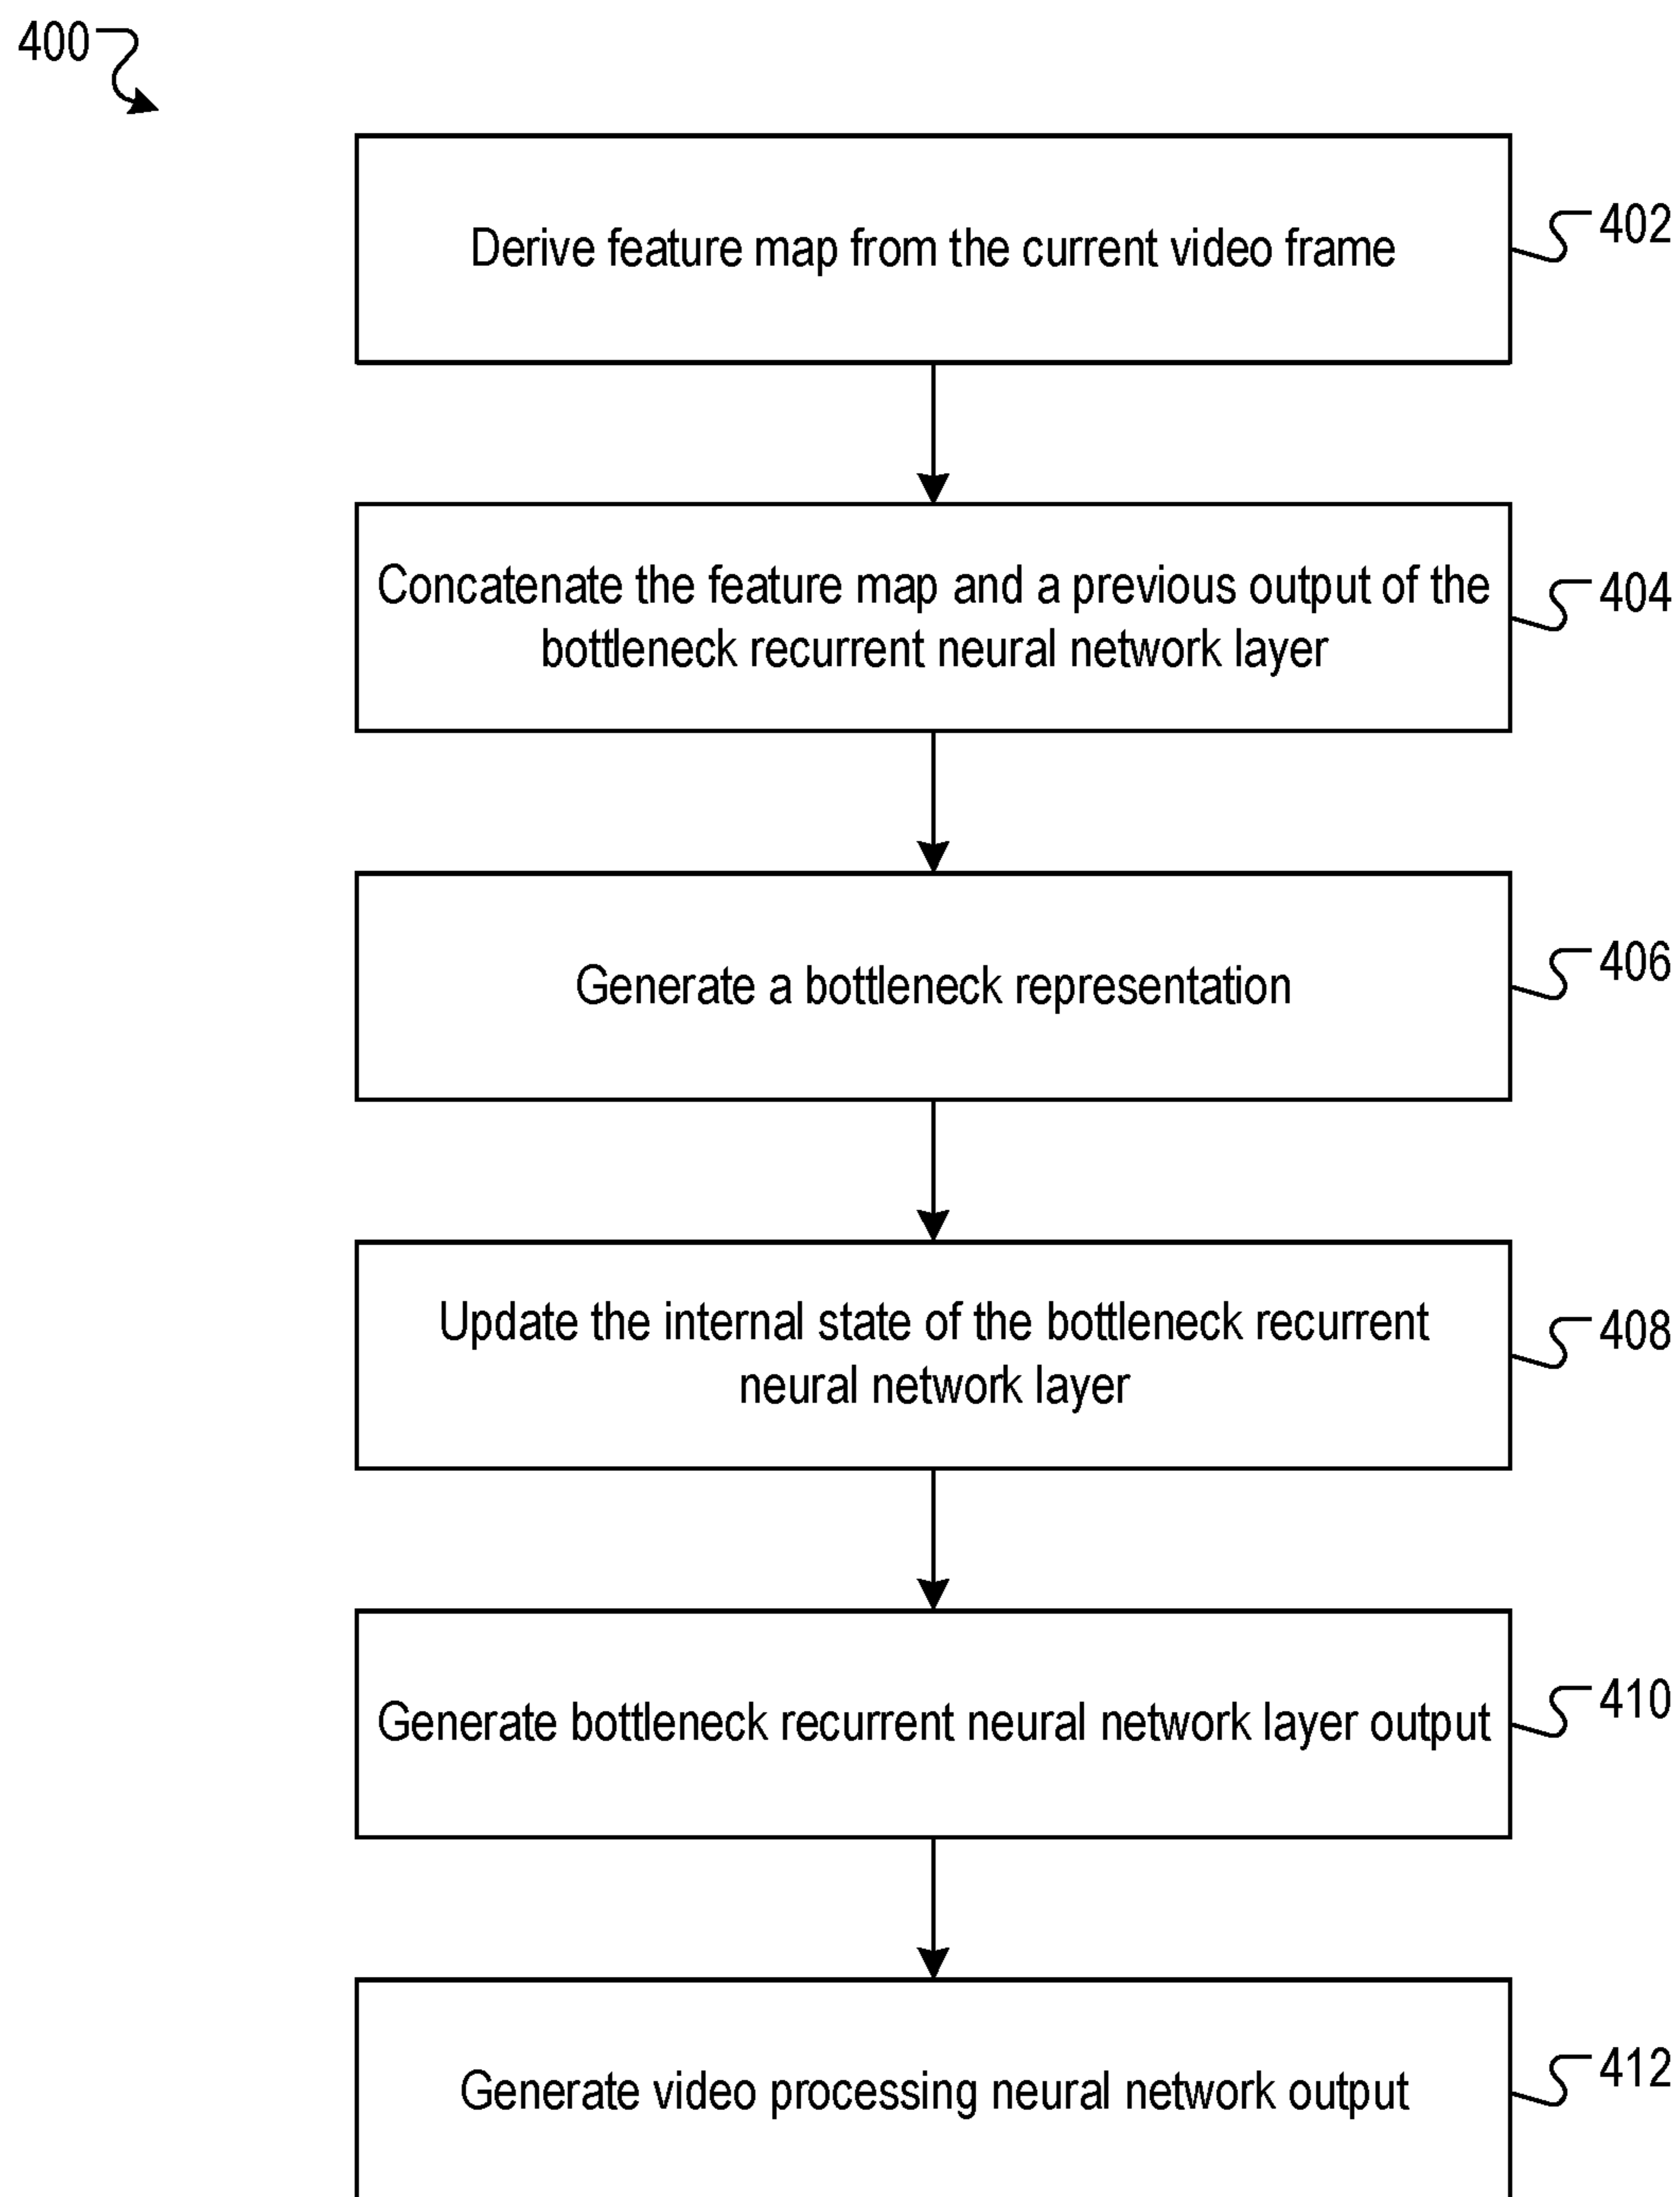 400
Derive feature map from the current video frame
402
Concatenate the feature map and a previous output of the
bottleneck recurrent neural network layer
404
Generate a bottleneck representation
406
Update the internal state of the bottleneck recurrent
neural network layer
408
Generate bottleneck recurrent neural network layer output
410
Generate video processing neural network output
412